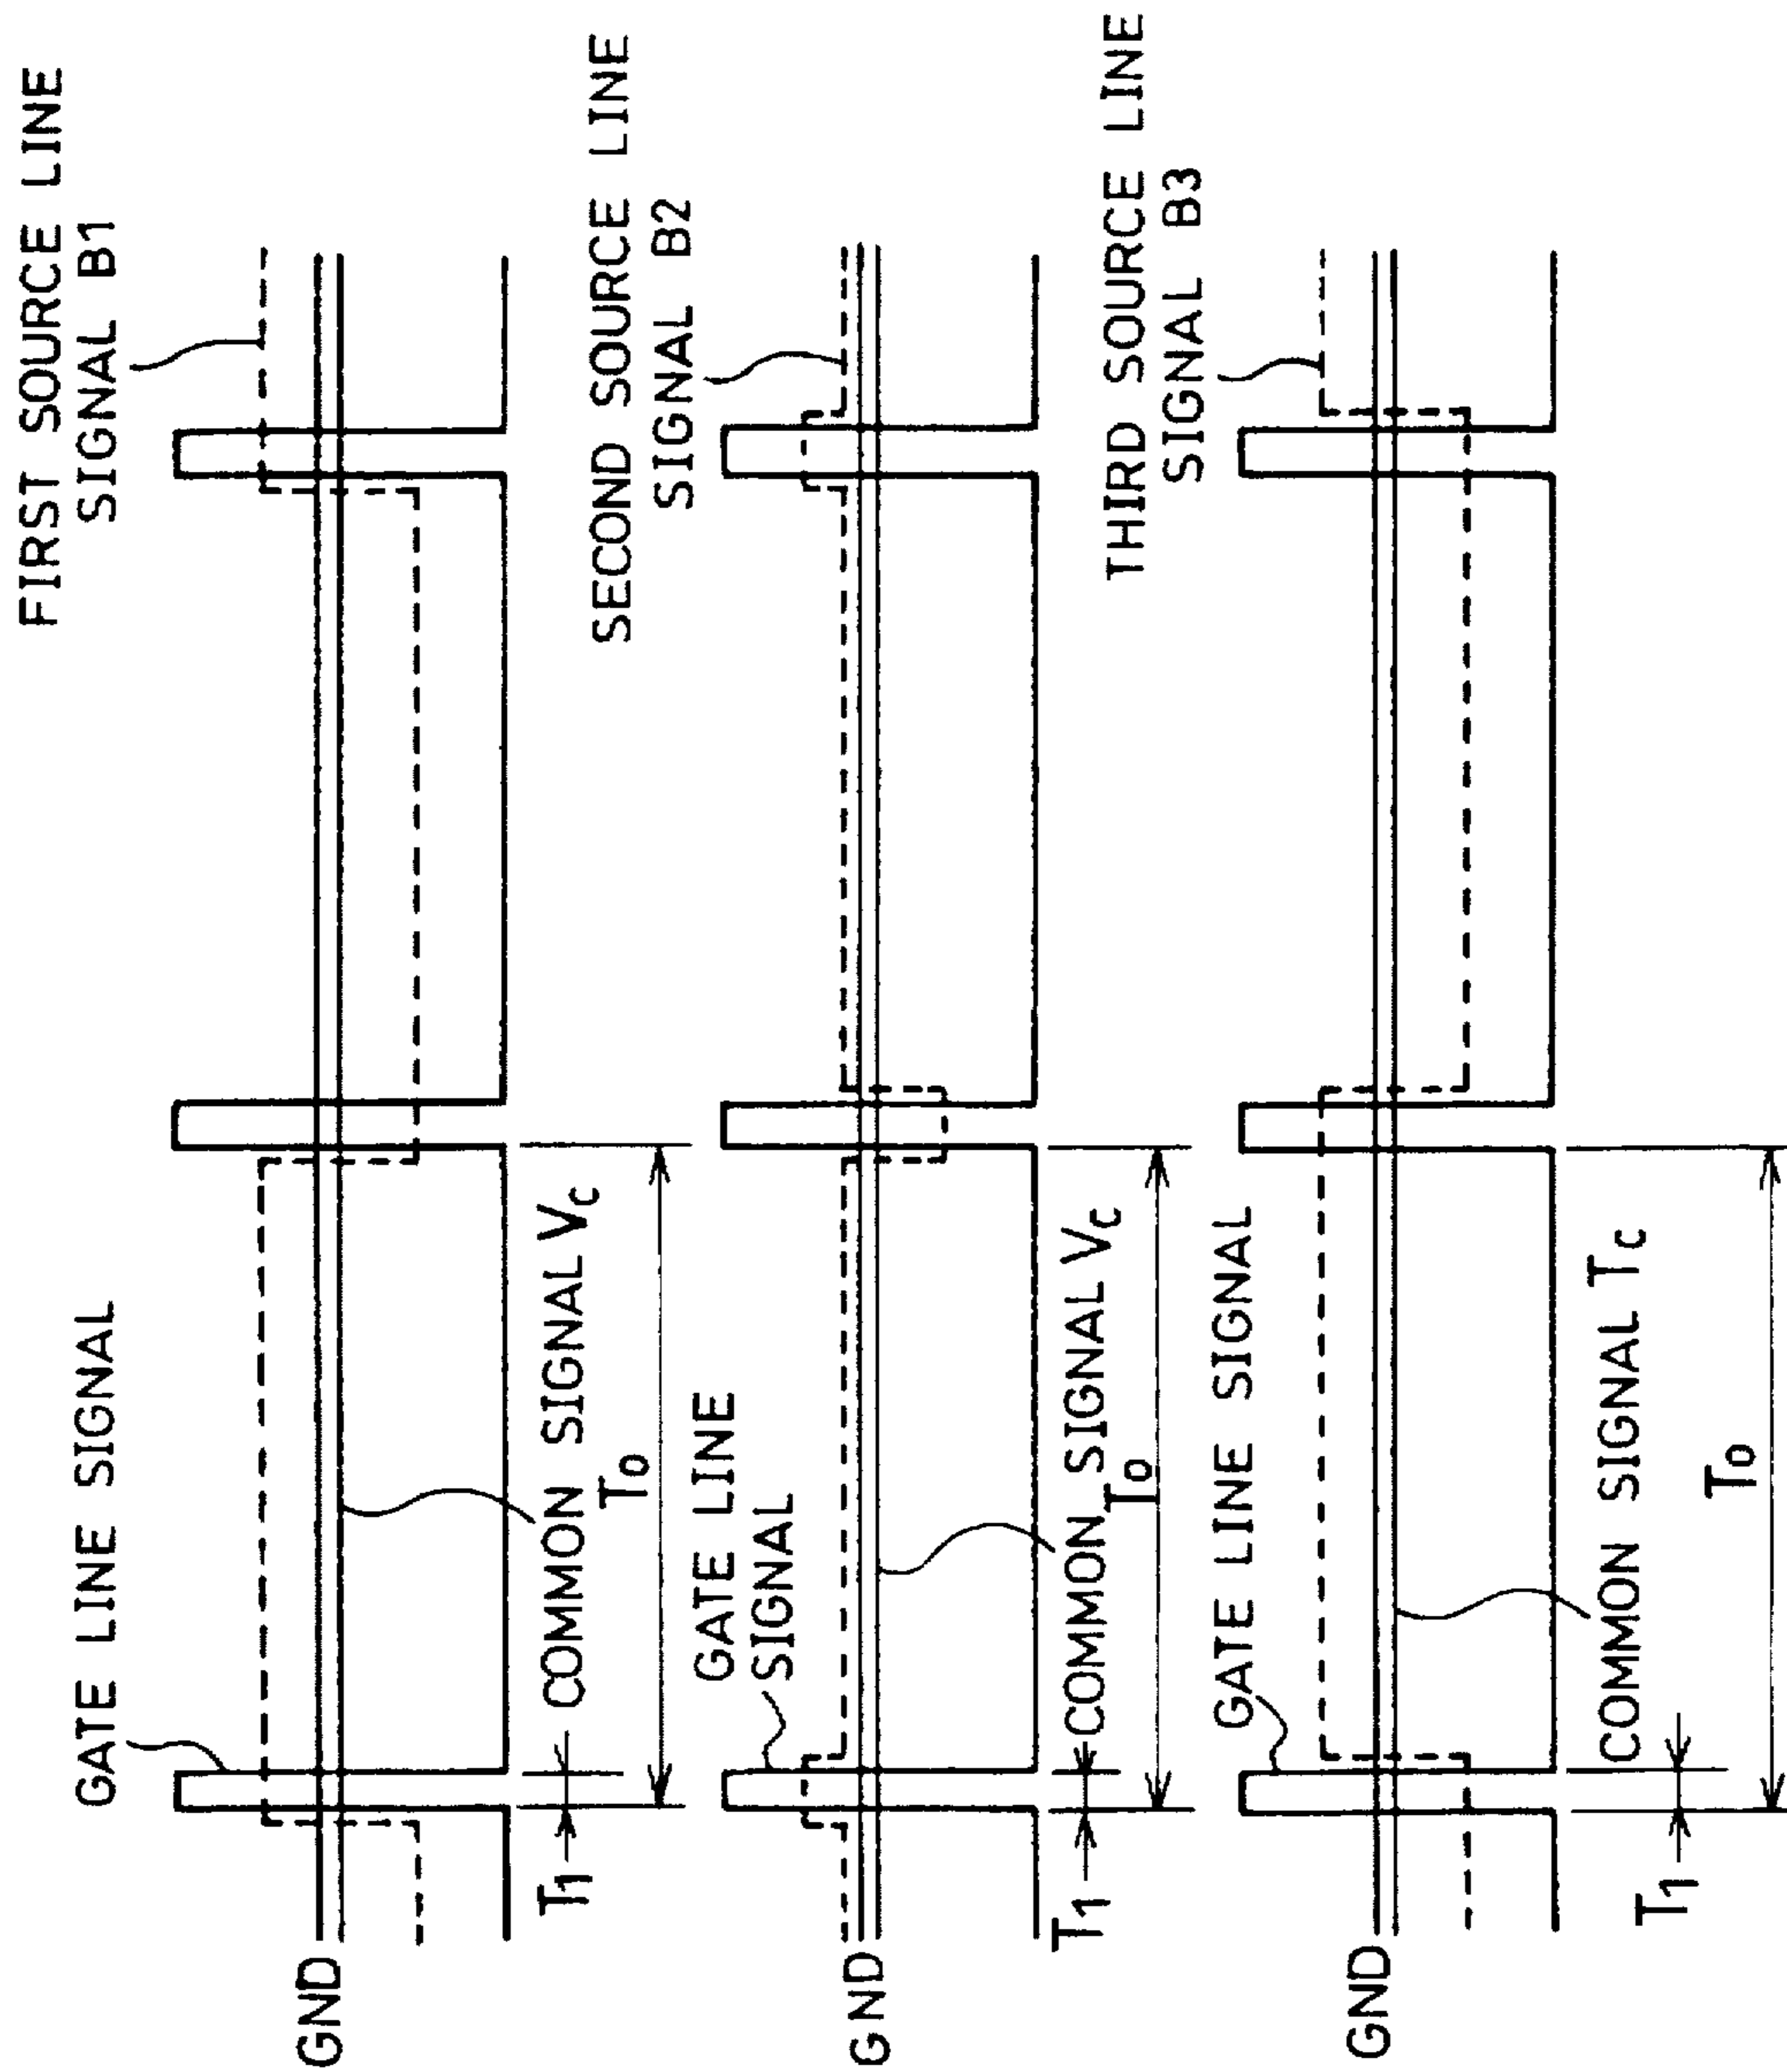 FIRST SOURCE LINE
SIGNAL B1
GATE LINE SIGNAL
GND
COMMON SIGNAL Vc
T1
To
SECOND SOURCE LINE
SIGNAL B2
GATE LINE
SIGNAL
GND
COMMON SIGNAL Vc
T1
To
THIRD SOURCE LINE
SIGNAL B3
GATE LINE SIGNAL
GND
COMMON SIGNAL Tc
T1
To